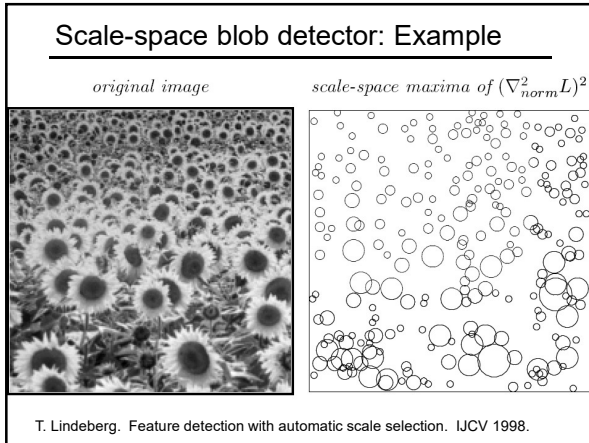 Scale-space blob detector: Example
original image
scale-space maxima of (∇²norm L)²
T. Lindeberg. Feature detection with automatic scale selection. IJCV 1998.